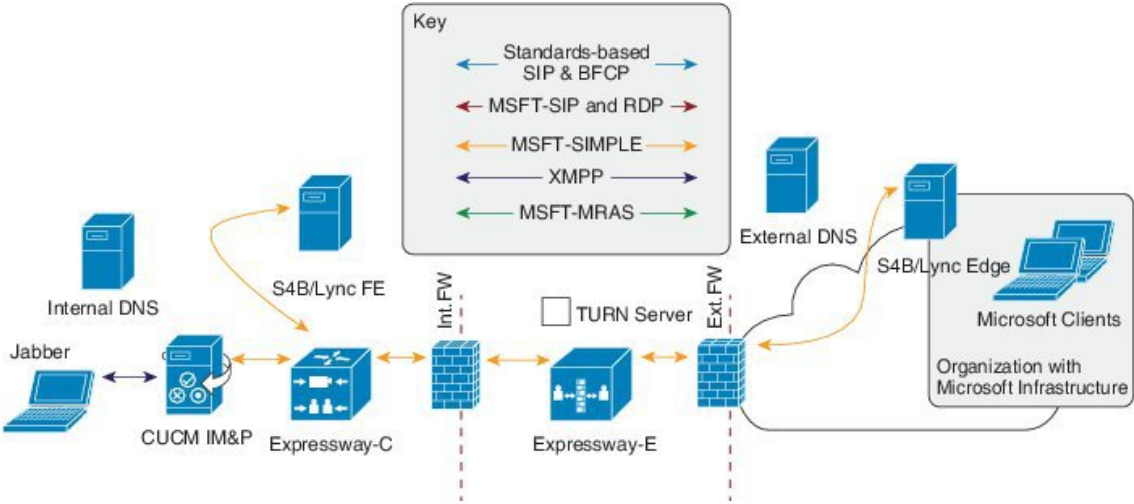 Key
Standards-based
SIP & BFCP
MSFT-SIP and RDP
MSFT-SIMPLE
XMPP
MSFT-MRAS
External DNS
S4B/Lync Edge
Internal DNS
S4B/Lync FE
Int.FW
TURN Server
Ext.FW
Microsoft Clients
Jabber
Organization with
Microsoft Infrastructure
CUCM IM&P
Expressway-C
Expressway-E